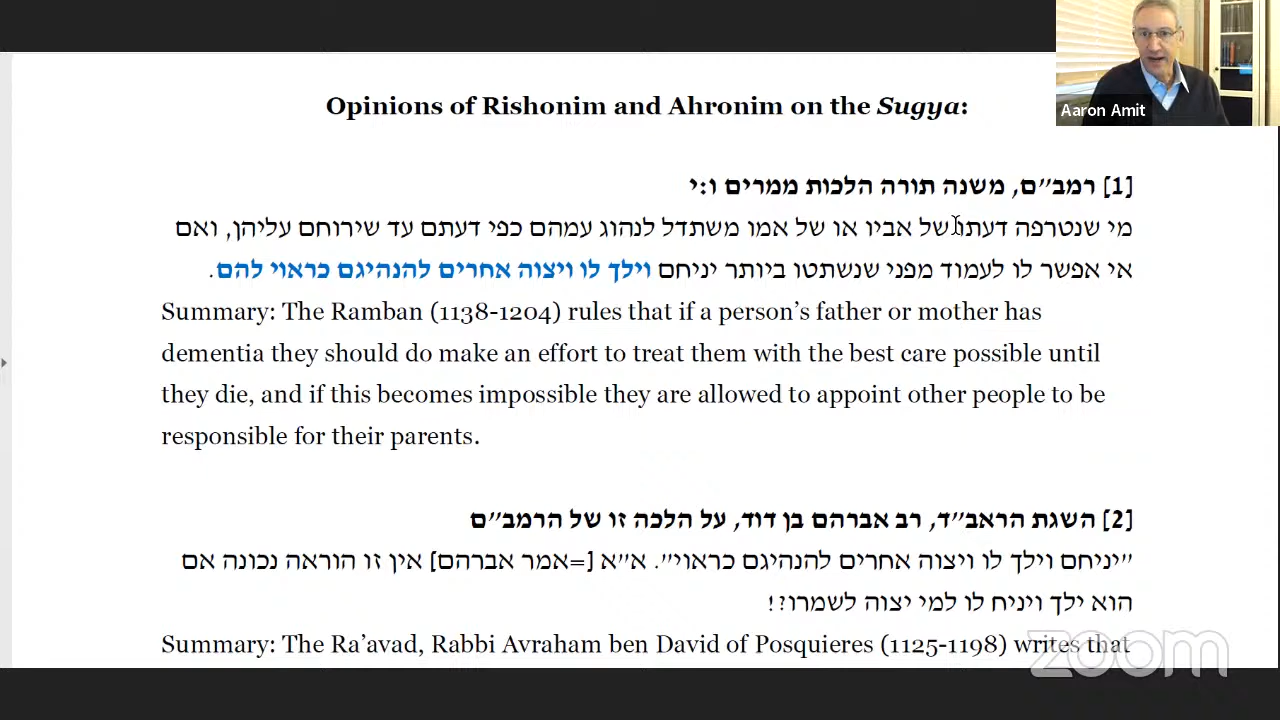 Aaron Amit
Opinions of Rishonim and Ahronim on the Sugya:
[1] רמב״ם, משנה תורה הלכות ממרים ו:י
מי שנטרפה דעתו של אביו או של אמו משתדל לנהוג עמהם כפי דעתם עד שירוחם עליהן, ואם
אי אפשר לו לעמוד מפני שנשתטו ביותר יניחם וילך לו ויצוה אחרים להנהיגם כראוי להם.
Summary: The Ramban (1138-1204) rules that if a person’s father or mother has
dementia they should do make an effort to treat them with the best care possible until
they die, and if this becomes impossible they are allowed to appoint other people to be
responsible for their parents.
[2] השגת הראב״ד, רב אברהם בן דוד, על הלכה זו של הרמב״ם
״יניחם וילך לו ויצוה אחרים להנהיגם כראוי״. א״א [=אמר אברהם] אין זו הוראה נכונה אם
הוא ילך ויניח לו למי יצוה לשמרו?!
Summary: The Ra’avad, Rabbi Avraham ben David of Posquieres (1125-1198) writes that
zoom